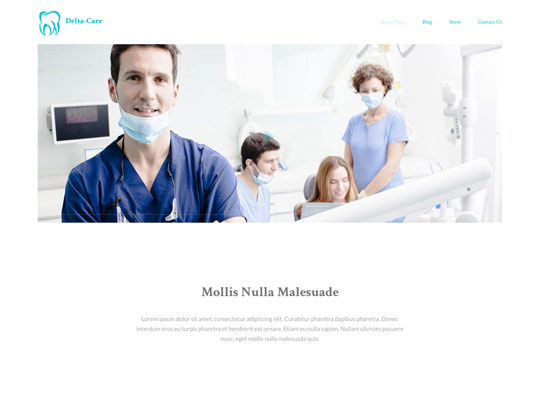 Delta-Care
Home Page Blog Store Contact Us
Mollis Nulla Malesuade
Lorem ipsum dolor sit amet, consectetur adipiscing elit. Curabitur pharetra dapibus pharetra. Donec
interdum eros eu turpis pharetra et hendrerit est ornare. Etiam eu nulla sapien. Nullam ultricies posuere
nunc, eget mollis nulla malesuada quis.